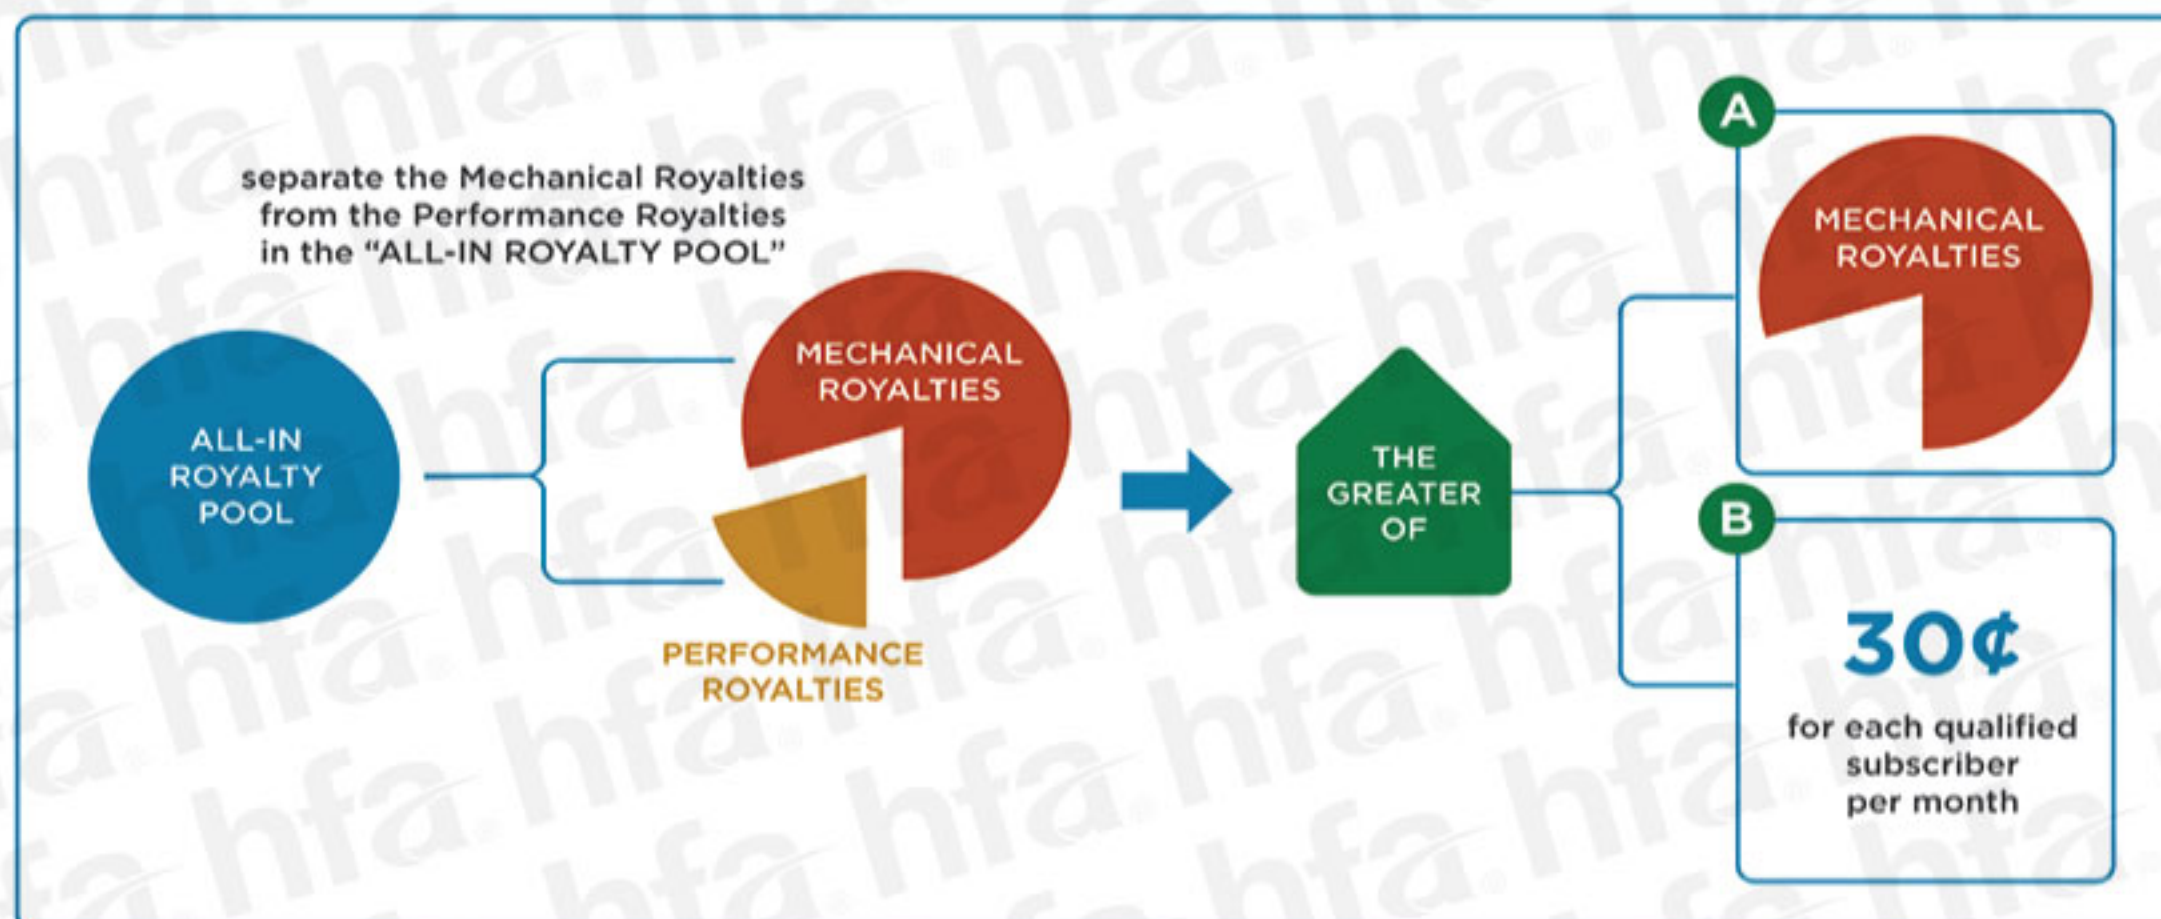 separate the Mechanical Royalties
from the Performance Royalties
in the “ALL-IN ROYALTY POOL”
ALL-IN
ROYALTY
POOL
MECHANICAL
ROYALTIES
PERFORMANCE
ROYALTIES
THE
GREATER
OF
A
MECHANICAL
ROYALTIES
B
30¢
for each qualified
subscriber
per month
hfa